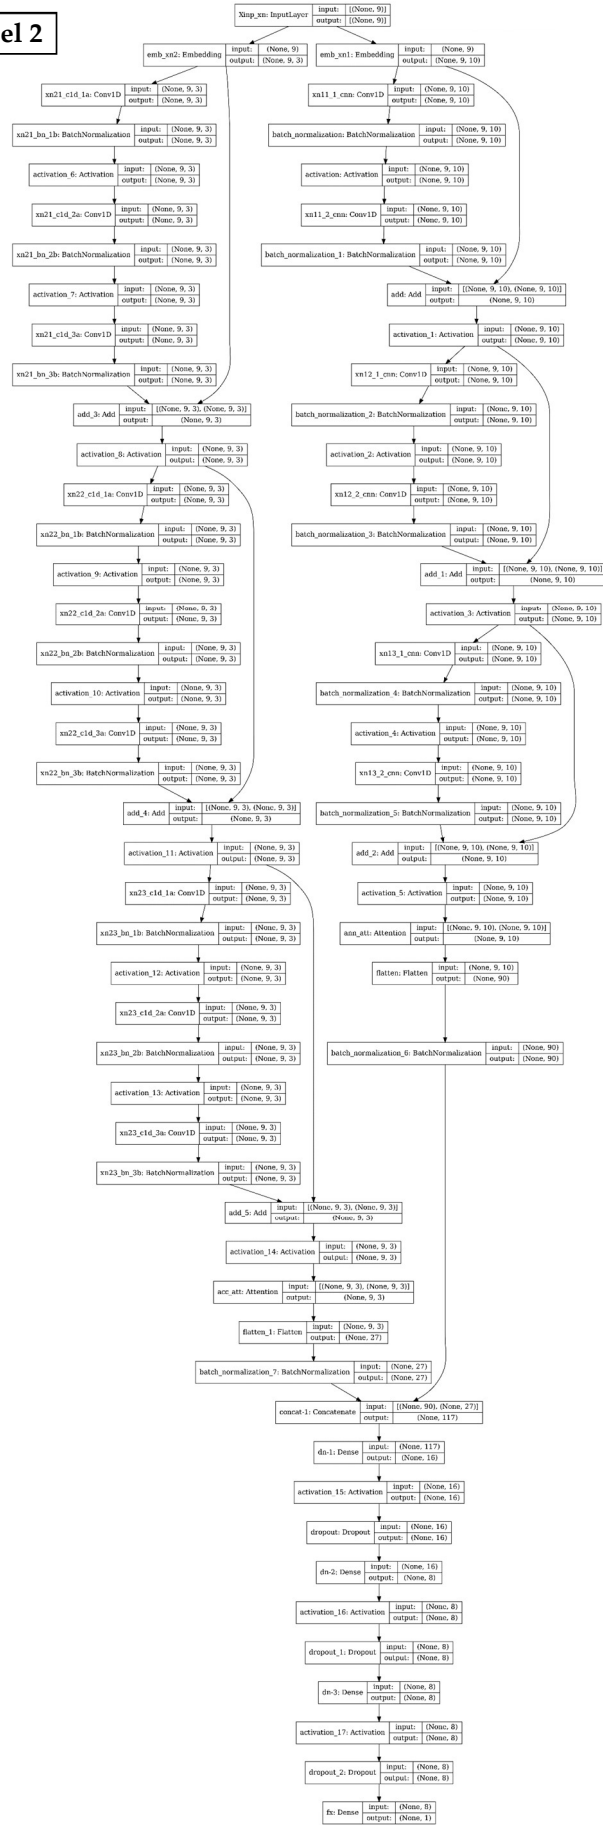 el 2
Xinp_xn: InputLayer input: [(None, 9)]
output: [(None, 9)]
emb_xn2: Embedding input: (None, 9)
output: (None, 9, 3)
emb_xn1: Embedding input: (None, 9)
output: (None, 9, 10)
xn21_c1d_1a: Conv1D input: (None, 9, 3)
output: (None, 9, 3)
xn11_1_cnn: Conv1D input: (None, 9, 10)
output: (None, 9, 10)
xn21_bn_1b: BatchNormalization input: (None, 9, 3)
output: (None, 9, 3)
batch_normalization: BatchNormalization input: (None, 9, 10)
output: (None, 9, 10)
activation_6: Activation input: (None, 9, 3)
output: (None, 9, 3)
activation: Activation input: (None, 9, 10)
output: (None, 9, 10)
xn21_c1d_2a: Conv1D input: (None, 9, 3)
output: (None, 9, 3)
xn11_2_cnn: Conv1D input: (None, 9, 10)
output: (None, 9, 10)
xn21_bn_2b: BatchNormalization input: (None, 9, 3)
output: (None, 9, 3)
batch_normalization_1: BatchNormalization input: (None, 9, 10)
output: (None, 9, 10)
activation_7: Activation input: (None, 9, 3)
output: (None, 9, 3)
add: Add input: [(None, 9, 10), (None, 9, 10)]
output: (None, 9, 10)
xn21_c1d_3a: Conv1D input: (None, 9, 3)
output: (None, 9, 3)
activation_1: Activation input: (None, 9, 10)
output: (None, 9, 10)
xn21_bn_3b: BatchNormalization input: (None, 9, 3)
output: (None, 9, 3)
xn12_1_cnn: Conv1D input: (None, 9, 10)
output: (None, 9, 10)
add_3: Add input: [(None, 9, 3), (None, 9, 3)]
output: (None, 9, 3)
batch_normalization_2: BatchNormalization input: (None, 9, 10)
output: (None, 9, 10)
activation_8: Activation input: (None, 9, 3)
output: (None, 9, 3)
activation_2: Activation input: (None, 9, 10)
output: (None, 9, 10)
xn22_c1d_1a: Conv1D input: (None, 9, 3)
output: (None, 9, 3)
xn12_2_cnn: Conv1D input: (None, 9, 10)
output: (None, 9, 10)
xn22_bn_1b: BatchNormalization input: (None, 9, 3)
output: (None, 9, 3)
batch_normalization_3: BatchNormalization input: (None, 9, 10)
output: (None, 9, 10)
activation_9: Activation input: (None, 9, 3)
output: (None, 9, 3)
add_1: Add input: [(None, 9, 10), (None, 9, 10)]
output: (None, 9, 10)
xn22_c1d_2a: Conv1D input: (None, 9, 3)
output: (None, 9, 3)
activation_3: Activation input: (None, 9, 10)
output: (None, 9, 10)
xn22_bn_2b: BatchNormalization input: (None, 9, 3)
output: (None, 9, 3)
xn13_1_cnn: Conv1D input: (None, 9, 10)
output: (None, 9, 10)
activation_10: Activation input: (None, 9, 3)
output: (None, 9, 3)
batch_normalization_4: BatchNormalization input: (None, 9, 10)
output: (None, 9, 10)
xn22_c1d_3a: Conv1D input: (None, 9, 3)
output: (None, 9, 3)
activation_4: Activation input: (None, 9, 10)
output: (None, 9, 10)
xn22_bn_3b: BatchNormalization input: (None, 9, 3)
output: (None, 9, 3)
xn13_2_cnn: Conv1D input: (None, 9, 10)
output: (None, 9, 10)
add_4: Add input: [(None, 9, 3), (None, 9, 3)]
output: (None, 9, 3)
batch_normalization_5: BatchNormalization input: (None, 9, 10)
output: (None, 9, 10)
activation_11: Activation input: (None, 9, 3)
output: (None, 9, 3)
add_2: Add input: [(None, 9, 10), (None, 9, 10)]
output: (None, 9, 10)
xn23_c1d_1a: Conv1D input: (None, 9, 3)
output: (None, 9, 3)
activation_5: Activation input: (None, 9, 10)
output: (None, 9, 10)
xn23_bn_1b: BatchNormalization input: (None, 9, 3)
output: (None, 9, 3)
ann_att: Attention input: [(None, 9, 10), (None, 9, 10)]
output: (None, 9, 10)
activation_12: Activation input: (None, 9, 3)
output: (None, 9, 3)
flatten: Flatten input: (None, 9, 10)
output: (None, 90)
xn23_c1d_2a: Conv1D input: (None, 9, 3)
output: (None, 9, 3)
xn23_bn_2b: BatchNormalization input: (None, 9, 3)
output: (None, 9, 3)
batch_normalization_6: BatchNormalization input: (None, 90)
output: (None, 90)
activation_13: Activation input: (None, 9, 3)
output: (None, 9, 3)
xn23_c1d_3a: Conv1D input: (None, 9, 3)
output: (None, 9, 3)
xn23_bn_3b: BatchNormalization input: (None, 9, 3)
output: (None, 9, 3)
add_5: Add input: [(None, 9, 3), (None, 9, 3)]
output: (None, 9, 3)
activation_14: Activation input: (None, 9, 3)
output: (None, 9, 3)
acc_att: Attention input: [(None, 9, 3), (None, 9, 3)]
output: (None, 9, 3)
flatten_1: Flatten input: (None, 9, 3)
output: (None, 27)
batch_normalization_7: BatchNormalization input: (None, 27)
output: (None, 27)
concat-1: Concatenate input: [(None, 90), (None, 27)]
output: (None, 117)
dn-1: Dense input: (None, 117)
output: (None, 16)
activation_15: Activation input: (None, 16)
output: (None, 16)
dropout: Dropout input: (None, 16)
output: (None, 16)
dn-2: Dense input: (None, 16)
output: (None, 8)
activation_16: Activation input: (None, 8)
output: (None, 8)
dropout_1: Dropout input: (None, 8)
output: (None, 8)
dn-3: Dense input: (None, 8)
output: (None, 8)
activation_17: Activation input: (None, 8)
output: (None, 8)
dropout_2: Dropout input: (None, 8)
output: (None, 8)
fx: Dense input: (None, 8)
output: (None, 1)